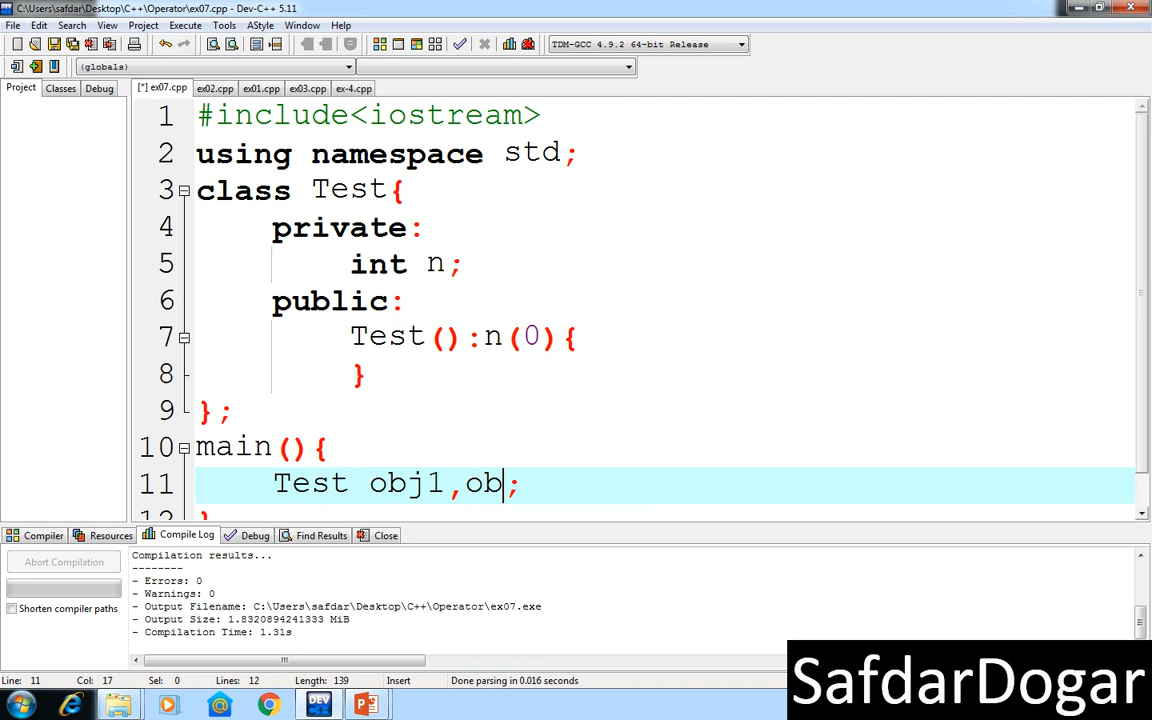 C:\Users\safdar\Desktop\C++\Operator\ex07.cpp - Dev-C++ 5.11
File Edit Search View Project Execute Tools AStyle Window Help
TDM-GCC 4.9.2 64-bit Release
(globals)
Project Classes Debug [*] ex07.cpp ex02.cpp ex01.cpp ex03.cpp ex-4.cpp
1 #include<iostream>
2 using namespace std;
3 class Test{
4 private:
5 int n;
6 public:
7 Test():n(0){
8 }
9 };
10 main(){
11 Test obj1,ob;
12 }
Compiler Resources Compile Log Debug Find Results Close
Abort Compilation
Shorten compiler paths
Compilation results...
--------
- Errors: 0
- Warnings: 0
- Output Filename: C:\Users\safdar\Desktop\C++\Operator\ex07.exe
- Output Size: 1.8320894241333 MiB
- Compilation Time: 1.31s
Line: 11 Col: 17 Sel: 0 Lines: 12 Length: 139 Insert Done parsing in 0.016 seconds
DEV
SafdarDogar